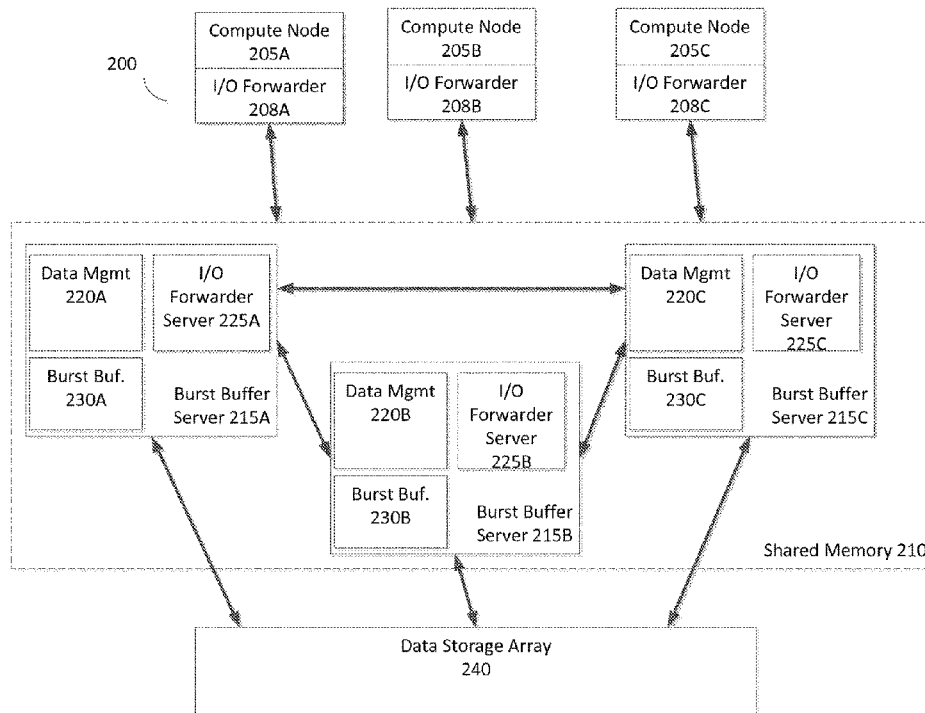 200
Compute Node
205A
I/O Forwarder
208A
Compute Node
205B
I/O Forwarder
208B
Compute Node
205C
I/O Forwarder
208C
Data Mgmt
220A
I/O
Forwarder
Server 225A
Burst Buf.
230A
Burst Buffer
Server 215A
Data Mgmt
220B
I/O
Forwarder
Server
225B
Burst Buf.
230B
Burst Buffer
Server 215B
Data Mgmt
220C
I/O
Forwarder
Server
225C
Burst Buf.
230C
Burst Buffer
Server 215C
Shared Memory 210
Data Storage Array
240